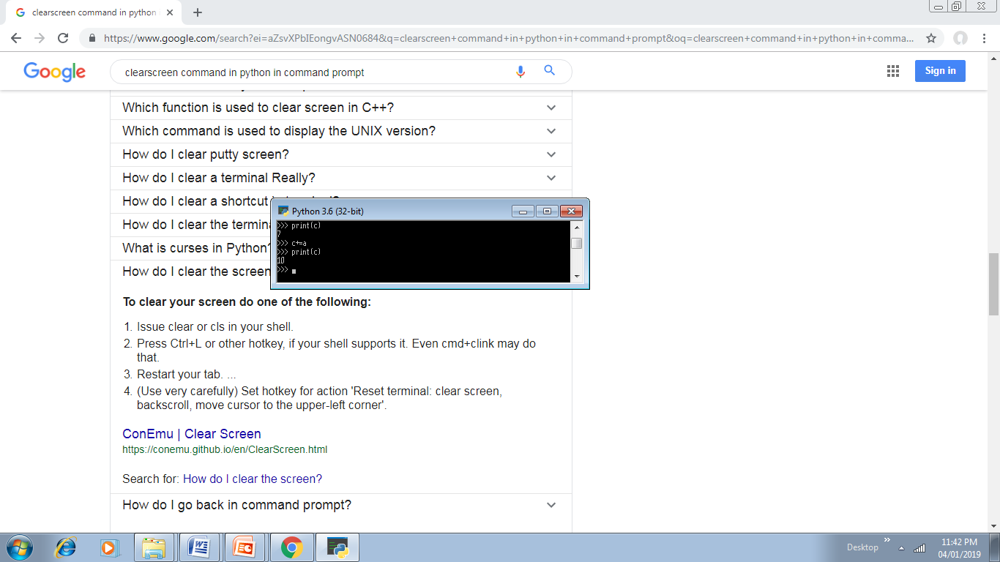 clearscreen command in python
https://www.google.com/search?ei=aZsvXPbIEongvASN0684&q=clearscreen+command+in+python+in+command+prompt&oq=clearscreen+command+in+python+in+comma...
Google
clearscreen command in python in command prompt
Sign in
Which function is used to clear screen in C++?
Which command is used to display the UNIX version?
How do I clear putty screen?
How do I clear a terminal Really?
How do I clear a shortcut
How do I clear the termina
What is curses in Python?
How do I clear the screen
Python 3.6 (32-bit)
>>> print(c)
7
>>> c+=a
>>> print(c)
10
>>>
To clear your screen do one of the following:
1. Issue clear or cls in your shell.
2. Press Ctrl+L or other hotkey, if your shell supports it. Even cmd+clink may do
that.
3. Restart your tab. ...
4. (Use very carefully) Set hotkey for action 'Reset terminal: clear screen,
backscroll, move cursor to the upper-left corner'.
ConEmu | Clear Screen
https://conemu.github.io/en/ClearScreen.html
Search for: How do I clear the screen?
How do I go back in command prompt?
Desktop
11:42 PM
04/01/2019